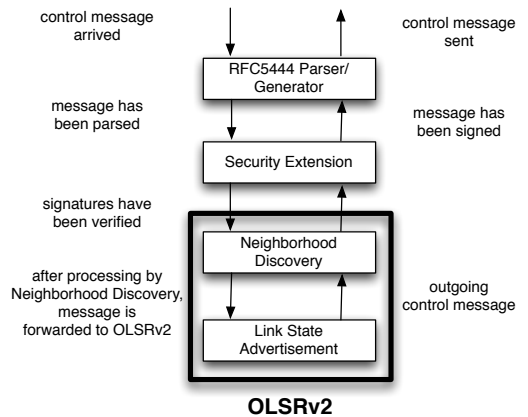 control message
arrived
control message
sent
RFC5444 Parser/
Generator
message has
been parsed
message has
been signed
Security Extension
signatures have
been verified
Neighborhood
Discovery
after processing by
Neighborhood Discovery,
message is
forwarded to OLSRv2
outgoing
control message
Link State
Advertisement
OLSRv2